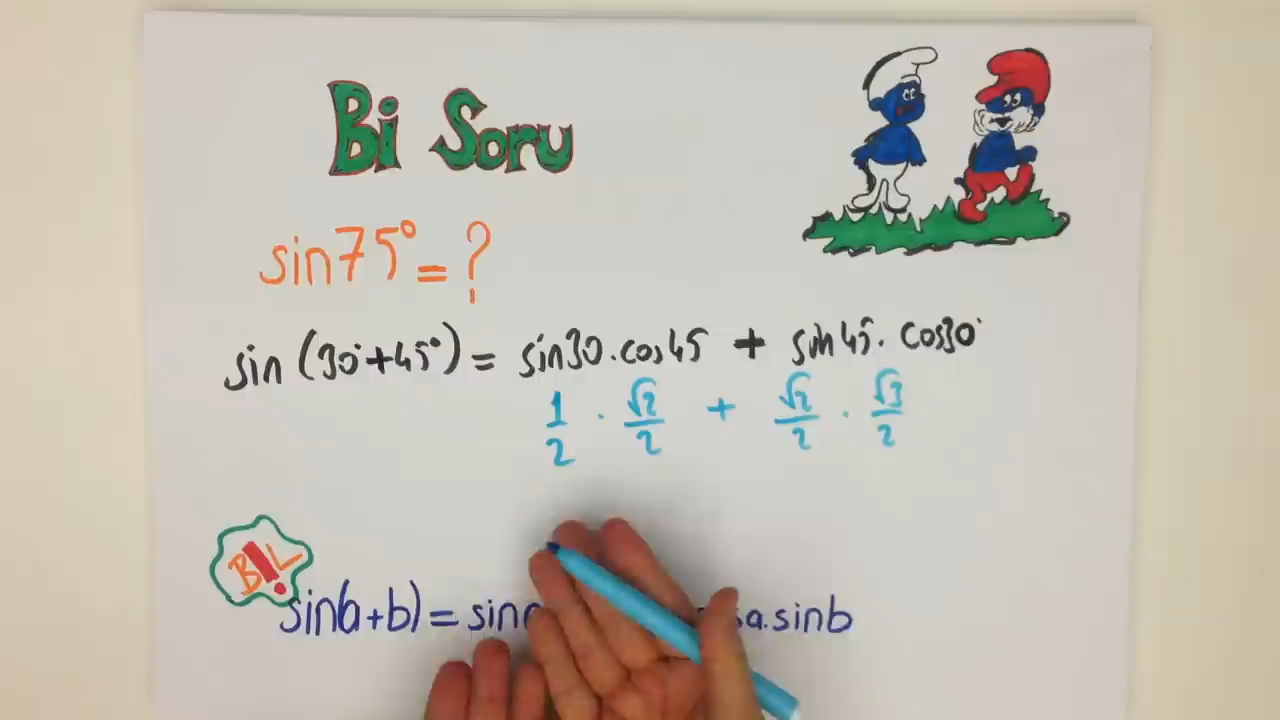 Bi Soru
sin75° = ?
sin (30°+45°) = sin30.cos45 + sin45.cos30°
1/2 . √2/2 + √2/2 . √3/2
B!L
sin(a+b) = sin a.sinb